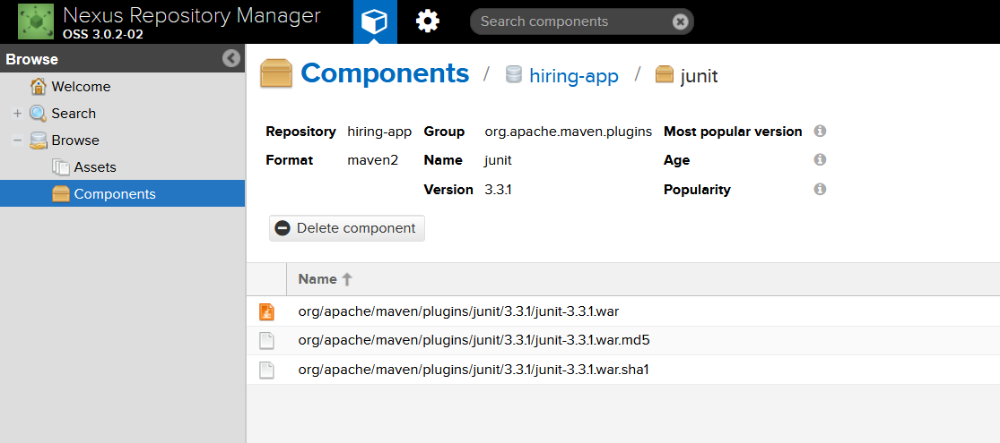 Nexus Repository Manager
OSS 3.0.2-02
Search components
Browse
Welcome
Search
Browse
Assets
Components
Components / hiring-app / junit
Repository hiring-app Group org.apache.maven.plugins Most popular version
Format maven2 Name junit Age
Version 3.3.1 Popularity
Delete component
Name
org/apache/maven/plugins/junit/3.3.1/junit-3.3.1.war
org/apache/maven/plugins/junit/3.3.1/junit-3.3.1.war.md5
org/apache/maven/plugins/junit/3.3.1/junit-3.3.1.war.sha1